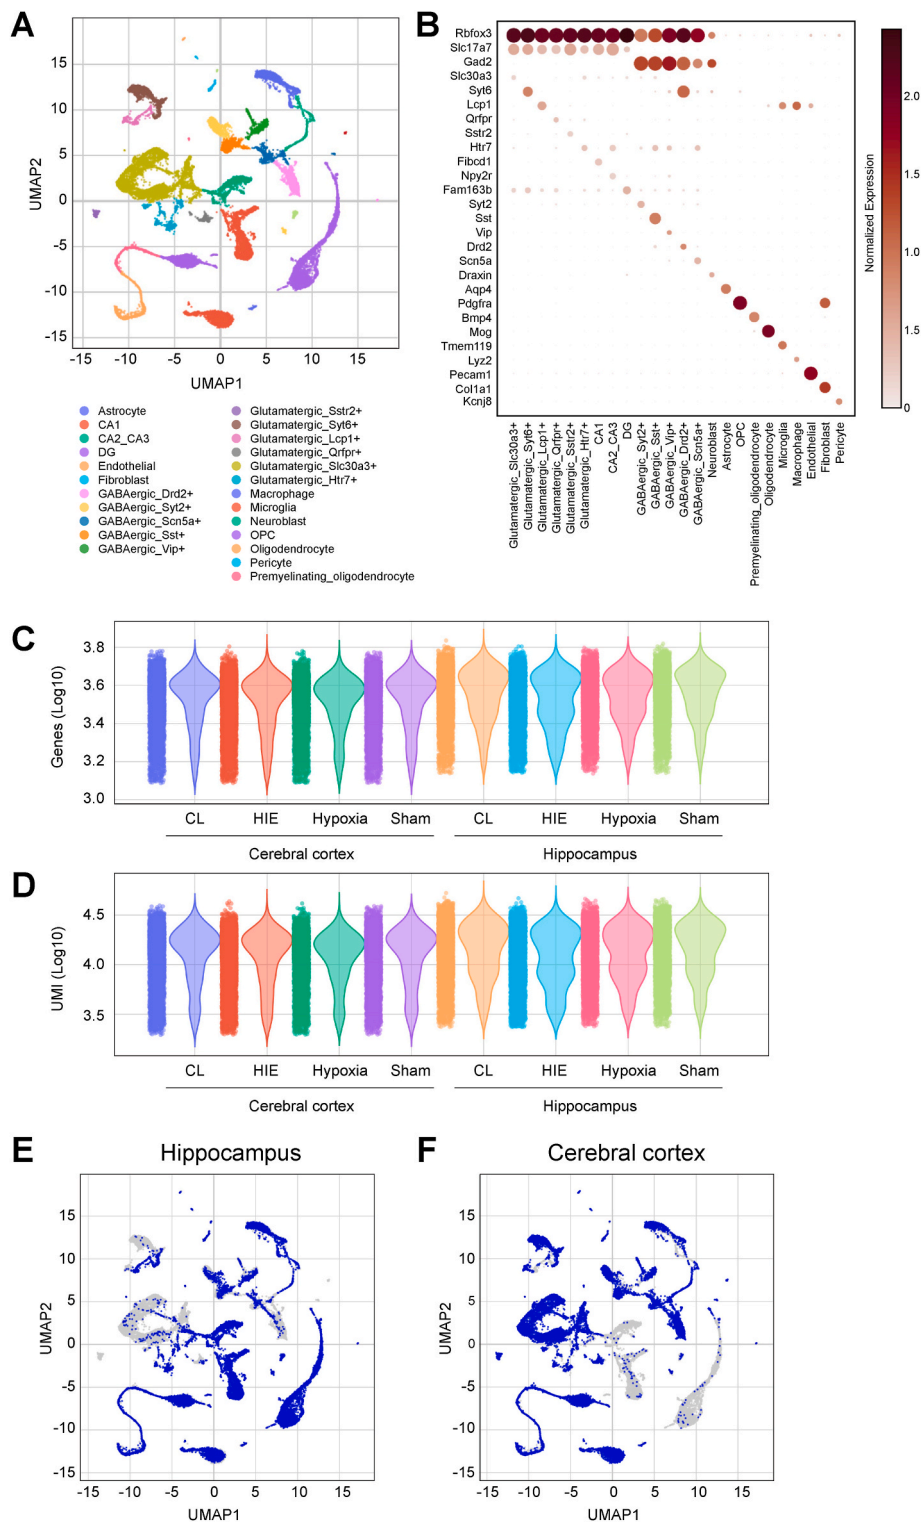 A
B
15
10
5
0
-5
-10
-15
UMAP2
-15
-10
-5
0
5
10
15
UMAP1
Astrocyte
CA1
CA2_CA3
DG
Endothelial
Fibroblast
GABAergic_Drd2+
GABAergic_Syt2+
GABAergic_Scn5a+
GABAergic_Sst+
GABAergic_Vip+
Glutamatergic_Sstr2+
Glutamatergic_Syt6+
Glutamatergic_Lcp1+
Glutamatergic_Qrfpr+
Glutamatergic_Slc30a3+
Glutamatergic_Htr7+
Macrophage
Microglia
Neuroblast
OPC
Oligodendrocyte
Pericyte
Premyelinating_oligodendrocyte
Rbfox3
Slc17a7
Gad2
Slc30a3
Syt6
Lcp1
Qrfpr
Sstr2
Htr7
Fibcd1
Npy2r
Fam163b
Syt2
Sst
Vip
Drd2
Scn5a
Draxin
Aqp4
Pdgfra
Bmp4
Mog
Tmem119
Lyz2
Pecam1
Col1a1
Kcnj8
Glutamatergic_Slc30a3+
Glutamatergic_Syt6+
Glutamatergic_Lcp1+
Glutamatergic_Qrfpr+
Glutamatergic_Sstr2+
Glutamatergic_Htr7+
CA1
CA2_CA3
DG
GABAergic_Syt2+
GABAergic_Sst+
GABAergic_Vip+
GABAergic_Drd2+
GABAergic_Scn5a+
Neuroblast
Astrocyte
OPC
Premyelinating_oligodendrocyte
Oligodendrocyte
Microglia
Macrophage
Endothelial
Fibroblast
Pericyte
Normalized Expression
2.0
1.5
1.0
1.5
0
C
Genes (Log10)
3.8
3.6
3.4
3.2
3.0
CL HIE Hypoxia Sham CL HIE Hypoxia Sham
Cerebral cortex Hippocampus
D
UMI (Log10)
4.5
4.0
3.5
CL HIE Hypoxia Sham CL HIE Hypoxia Sham
Cerebral cortex Hippocampus
E
Hippocampus
UMAP2
15
10
5
0
-5
-10
-15
-15 -10 -5 0 5 10 15
UMAP1
F
Cerebral cortex
UMAP2
15
10
5
0
-5
-10
-15
-15 -10 -5 0 5 10 15
UMAP1